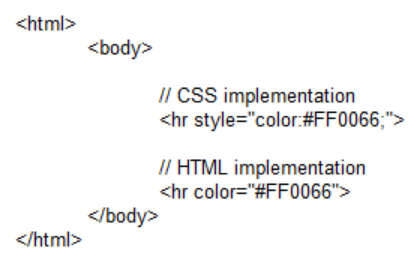 <html>
<body>
// CSS implementation
<hr style="color:#FF0066;">
// HTML implementation
<hr color="#FF0066">
</body>
</html>